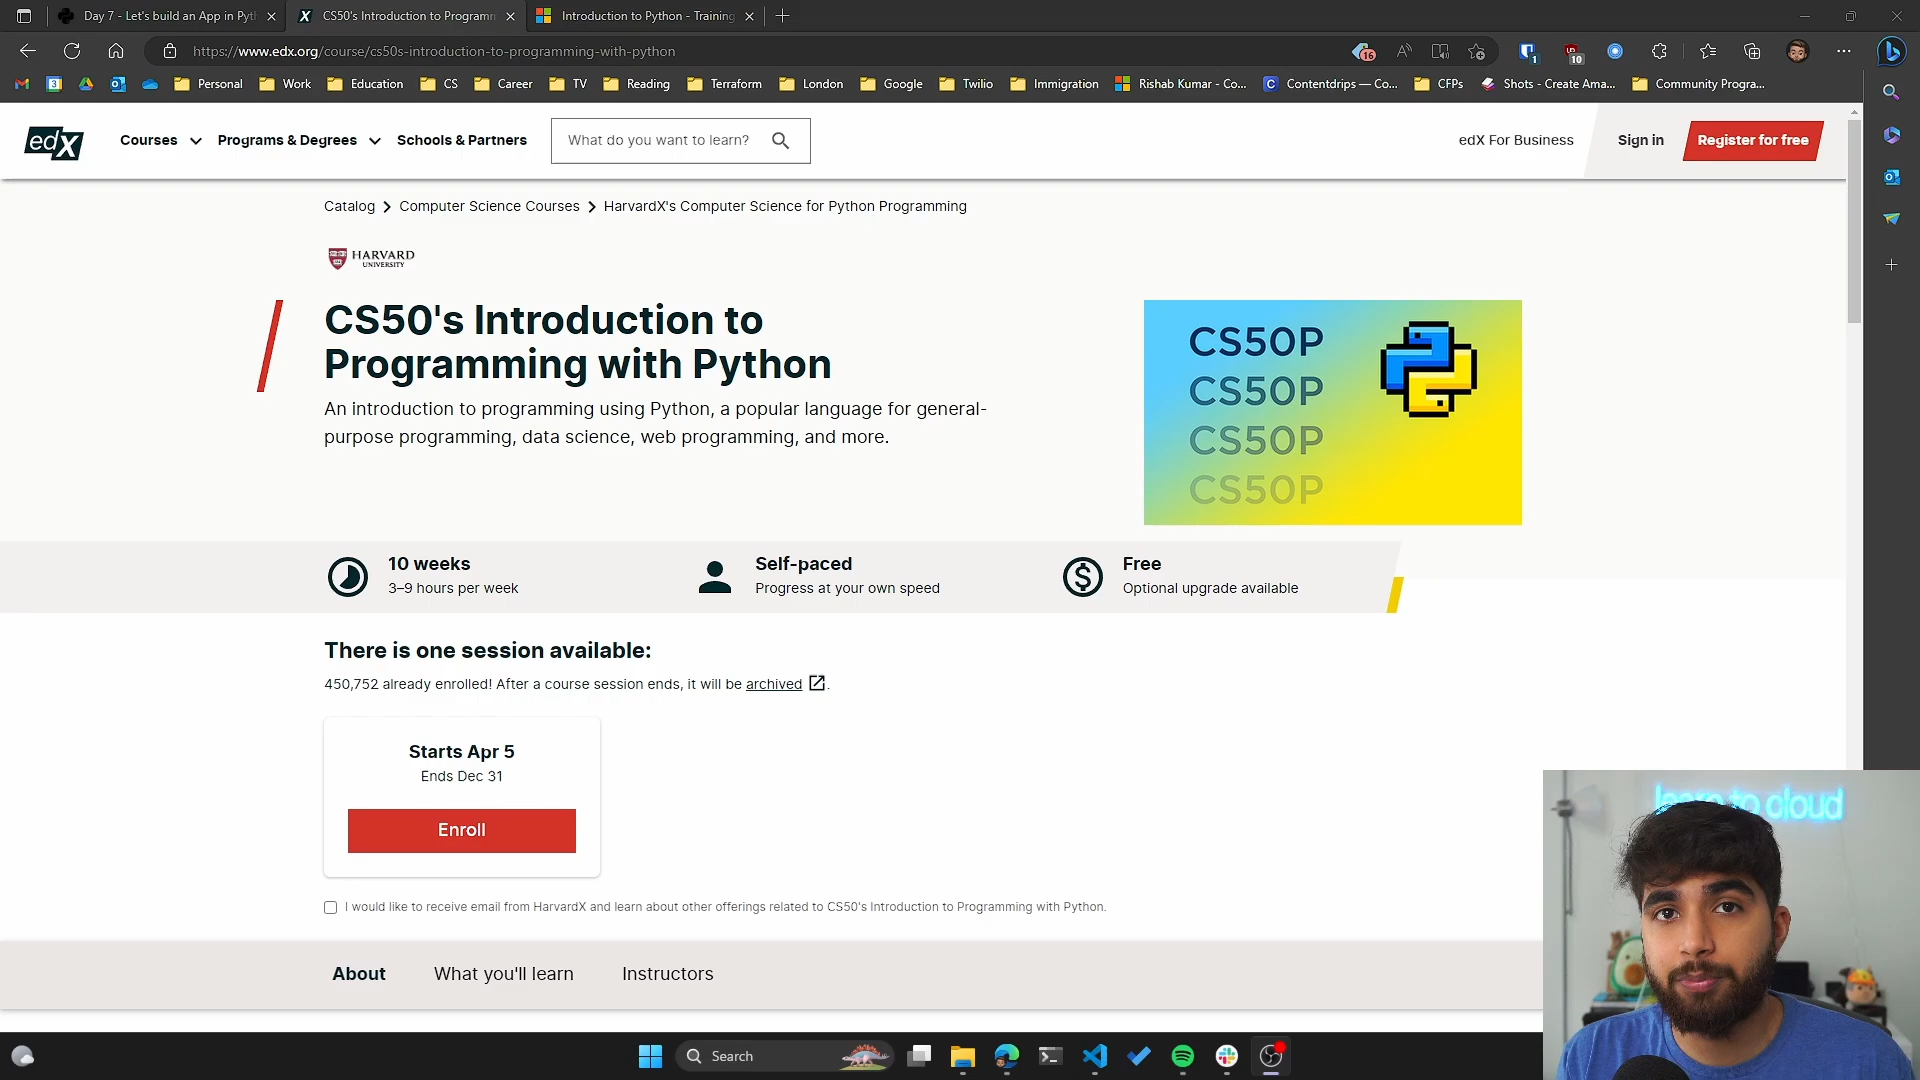 Day 7 - Let's build an App in Pyt
CS50's Introduction to Programm
Introduction to Python - Training
https://www.edx.org/course/cs50s-introduction-to-programming-with-python
16
1
10
Personal
Work
Education
CS
Career
TV
Reading
Terraform
London
Google
Twilio
Immigration
Rishab Kumar - Co...
Contentdrips — Co...
CFPs
Shots - Create Ama...
Community Progra...
edX
Courses
Programs & Degrees
Schools & Partners
What do you want to learn?
edX For Business
Sign in
Register for free
Catalog > Computer Science Courses > HarvardX's Computer Science for Python Programming
HARVARD
UNIVERSITY
CS50's Introduction to
Programming with Python
An introduction to programming using Python, a popular language for general-
purpose programming, data science, web programming, and more.
CS50P
CS50P
CS50P
CS50P
10 weeks
3–9 hours per week
Self-paced
Progress at your own speed
Free
Optional upgrade available
There is one session available:
450,752 already enrolled! After a course session ends, it will be archived.
Starts Apr 5
Ends Dec 31
Enroll
I would like to receive email from HarvardX and learn about other offerings related to CS50's Introduction to Programming with Python.
About
What you'll learn
Instructors
learn to cloud
Search